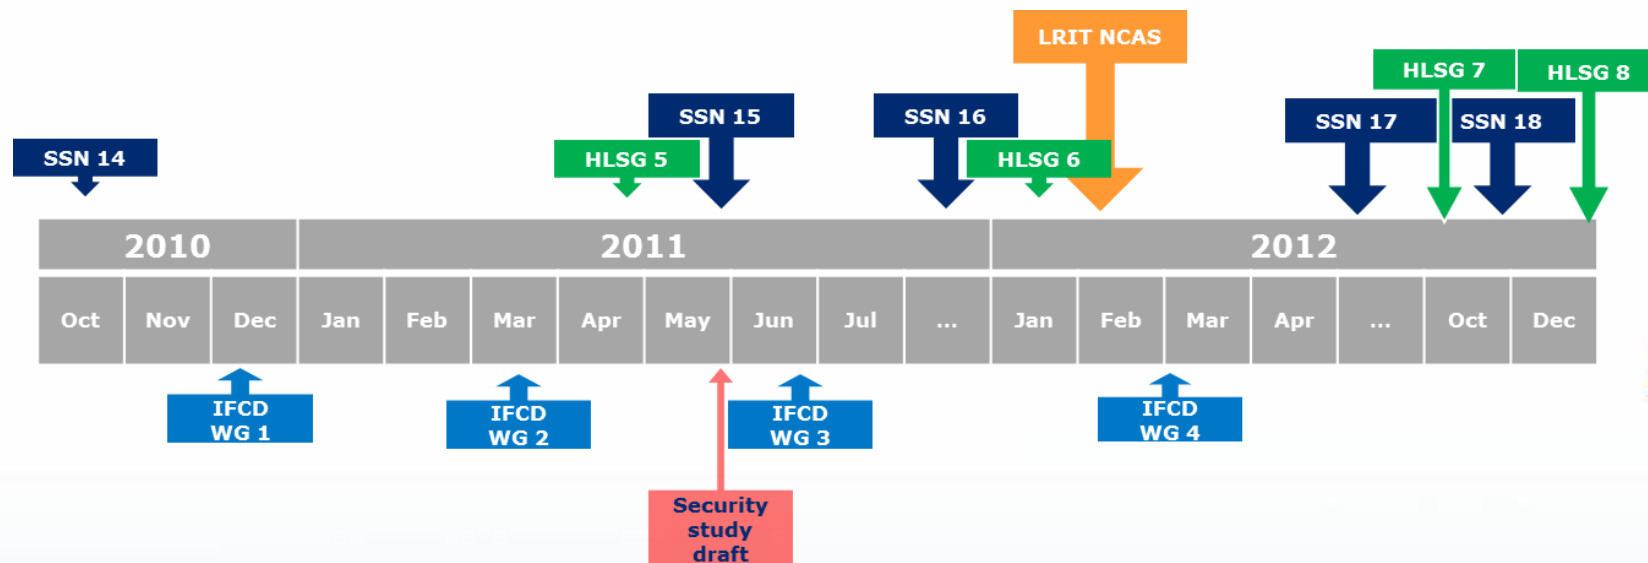 LRIT NCAS
HLSG 7
HLSG 8
SSN 15
SSN 16
SSN 17
SSN 18
SSN 14
HLSG 5
HLSG 6
2010
2011
2012
Oct
Nov
Dec
Jan
Feb
Mar
Apr
May
Jun
Jul
...
Jan
Feb
Mar
Apr
...
Oct
Dec
IFCD
WG 1
IFCD
WG 2
IFCD
WG 3
IFCD
WG 4
Security
study
draft